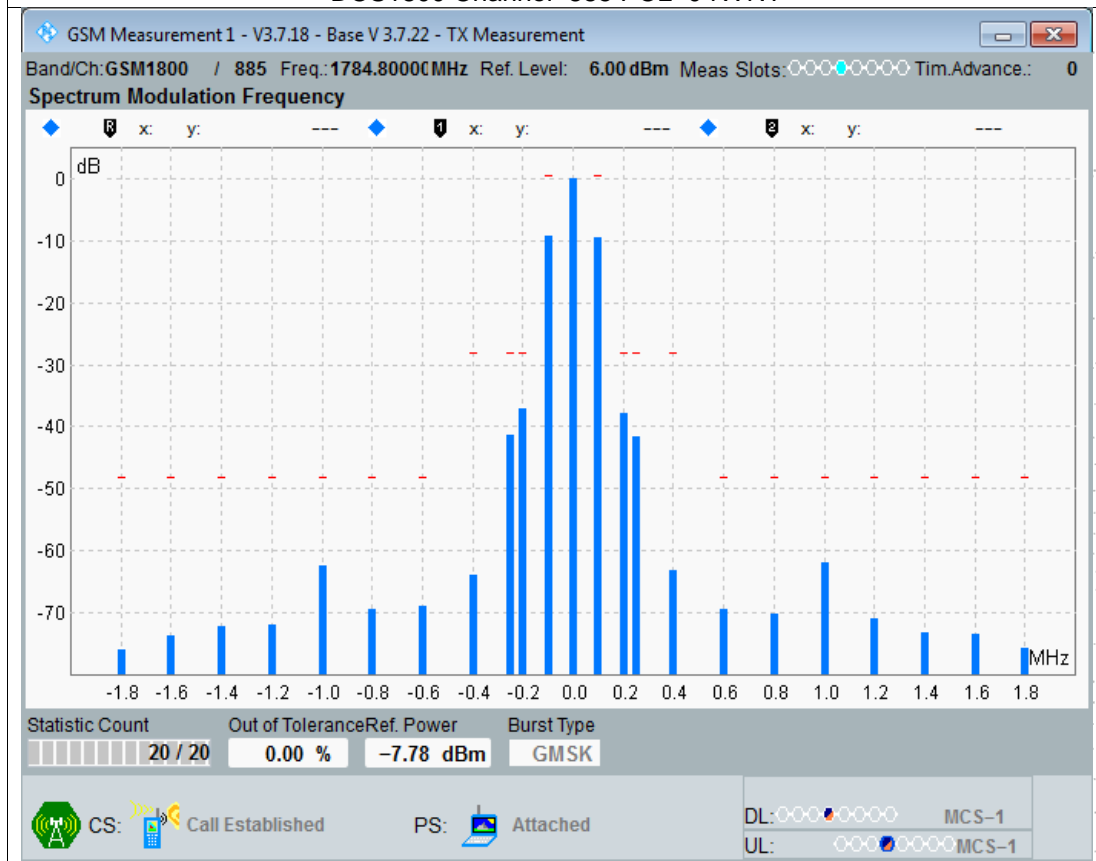 GSM Measurement 1 - V3.7.18 - Base V 3.7.22 - TX Measurement
Band/Ch:GSM1800 / 885 Freq.:1784.80000MHz Ref. Level: 6.00 dBm Meas Slots: Tim.Advance.: 0
Spectrum Modulation Frequency
R x: y: --- 1 x: y: --- 2 x: y: ---
dB
0
-10
-20
-30
-40
-50
-60
-70
MHz
-1.8 -1.6 -1.4 -1.2 -1.0 -0.8 -0.6 -0.4 -0.2 0.0 0.2 0.4 0.6 0.8 1.0 1.2 1.4 1.6 1.8
Statistic Count Out of Tolerance Ref. Power Burst Type
20 / 20 0.00 % -7.78 dBm GMSK
CS: Call Established PS: Attached
DL: MCS-1
UL: MCS-1